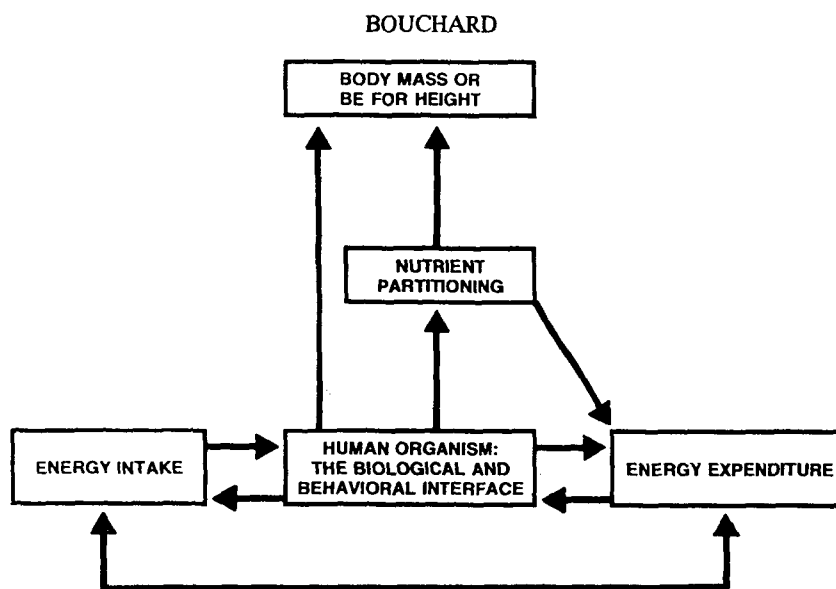 BOUCHARD
BODY MASS OR
BE FOR HEIGHT
NUTRIENT
PARTITIONING
ENERGY INTAKE
HUMAN ORGANISM:
THE BIOLOGICAL AND
BEHAVIORAL INTERFACE
ENERGY EXPENDITURE